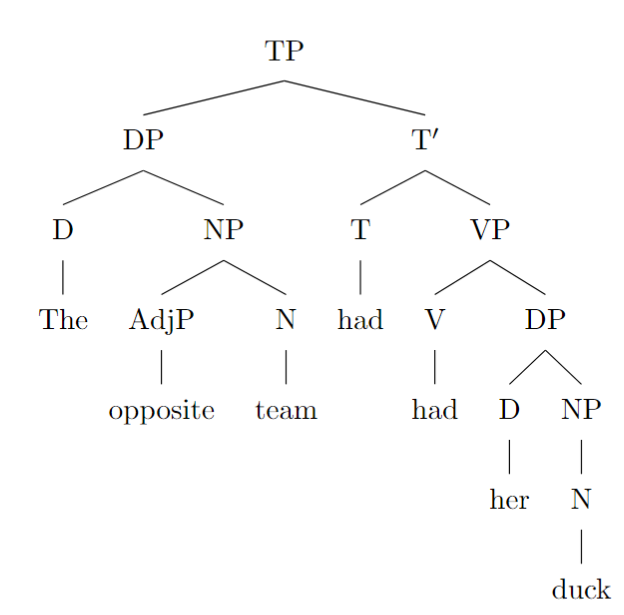 TP
DP T′
D NP T VP
The AdjP N had V DP
opposite team had D NP
her N
duck